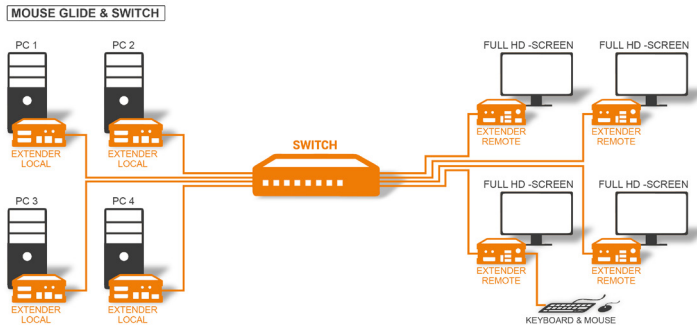 MOUSE GLIDE & SWITCH
PC 1
PC 2
FULL HD -SCREEN
FULL HD -SCREEN
EXTENDER
LOCAL
EXTENDER
LOCAL
SWITCH
EXTENDER
REMOTE
EXTENDER
REMOTE
PC 3
PC 4
FULL HD -SCREEN
FULL HD -SCREEN
EXTENDER
LOCAL
EXTENDER
LOCAL
EXTENDER
REMOTE
EXTENDER
REMOTE
KEYBOARD & MOUSE